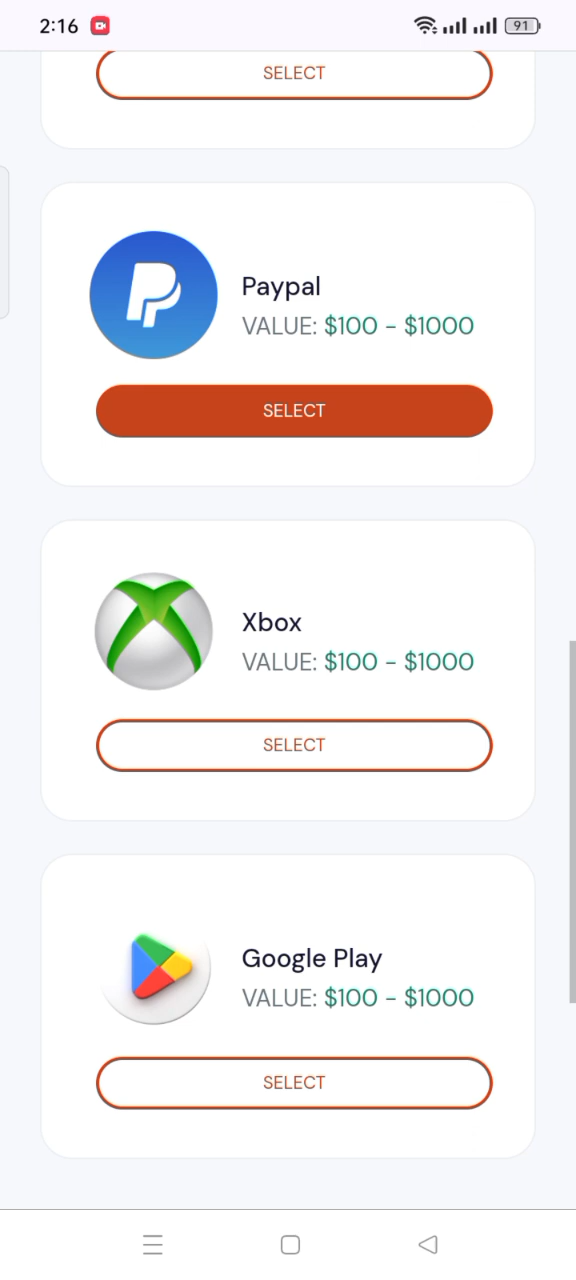 2:16
91
SELECT
Paypal
VALUE: $100 - $1000
SELECT
Xbox
VALUE: $100 - $1000
SELECT
Google Play
VALUE: $100 - $1000
SELECT